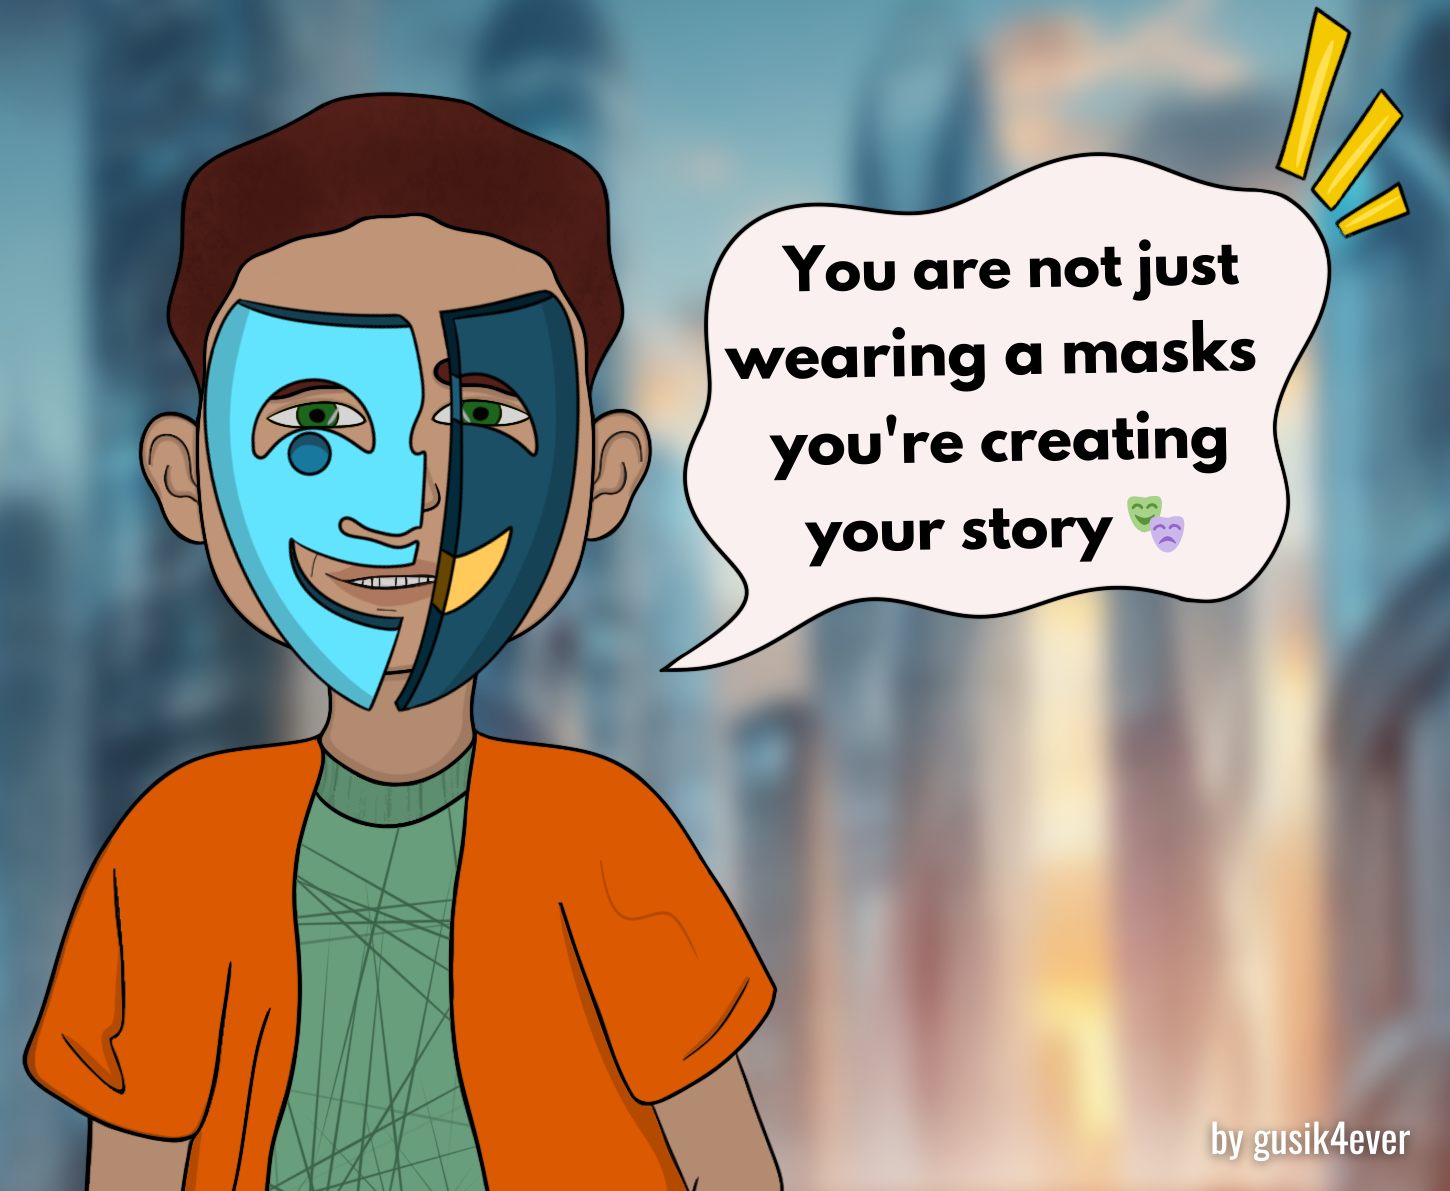 You are not just
wearing a masks
you're creating
your story 🎭
by gusik4ever